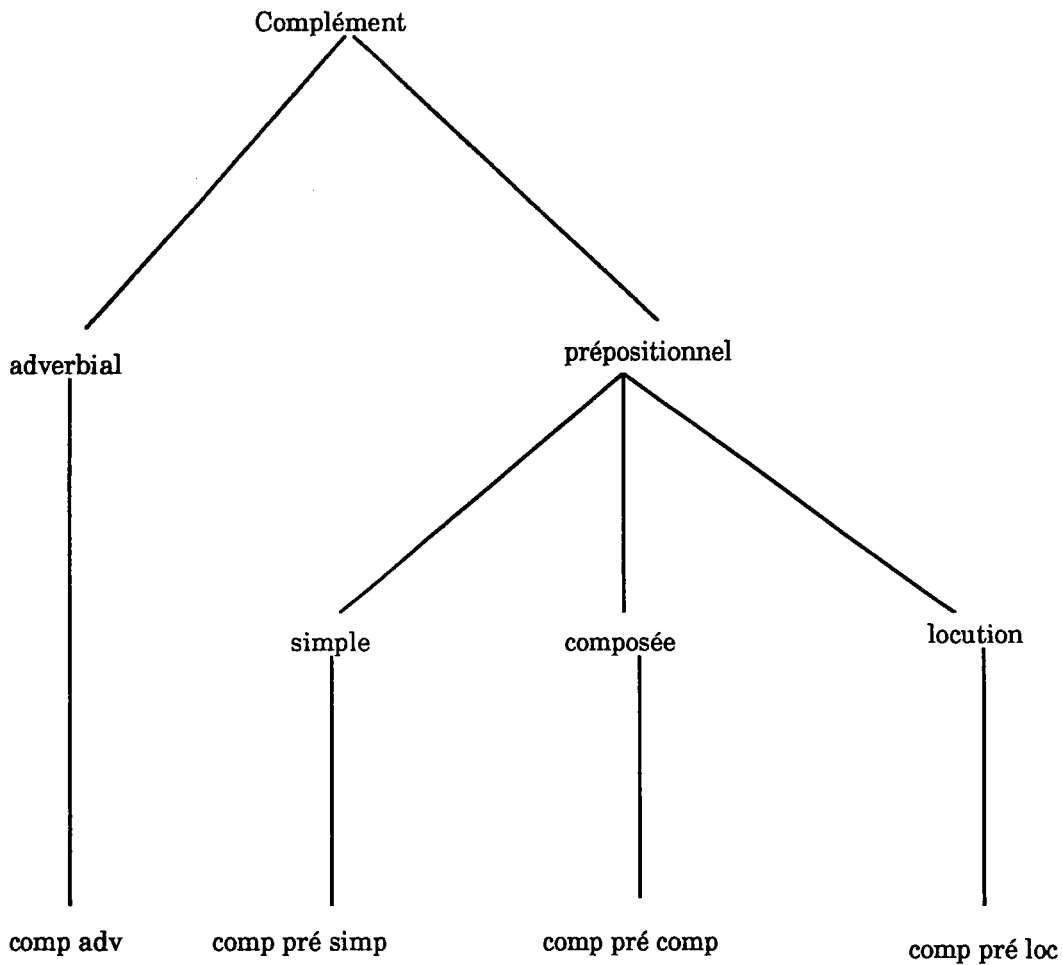 Complément
adverbial
prépositionnel
simple
composée
locution
comp adv
comp pré simp
comp pré comp
comp pré loc